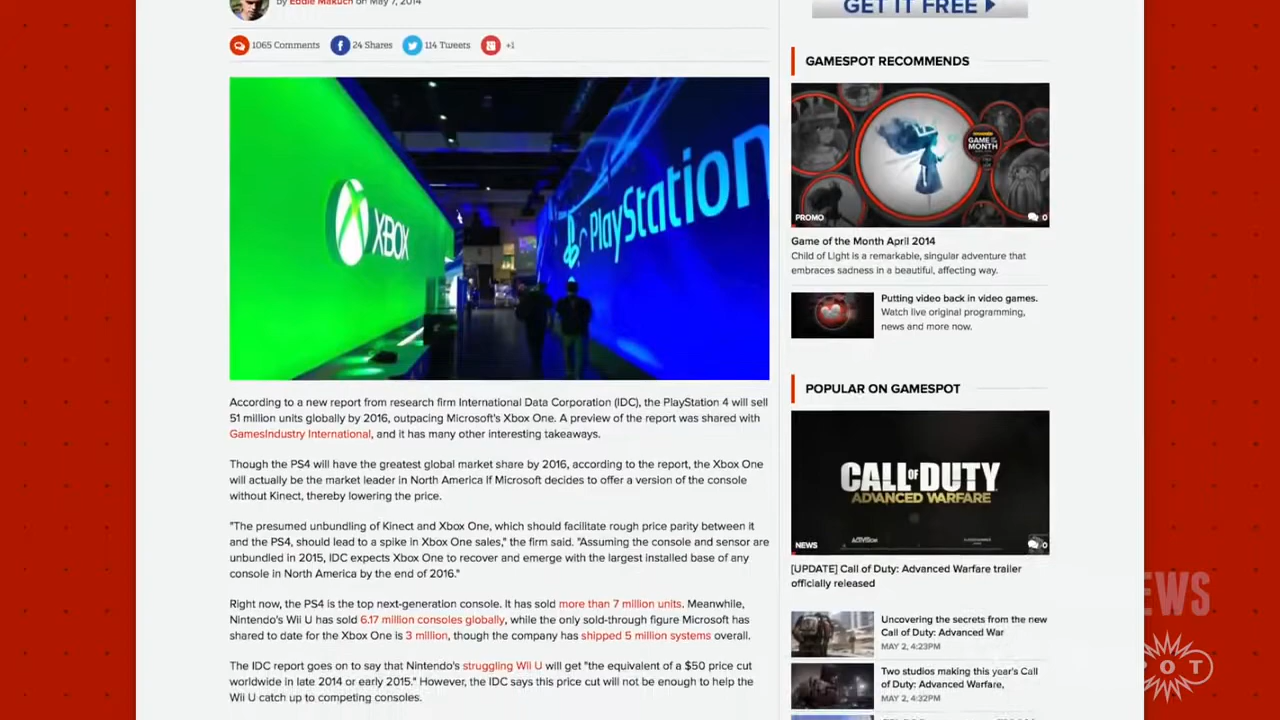 by Eddie Makuch on May 7, 2014
1065 Comments 24 Shares 114 Tweets +1
XBOX
PlayStation
According to a new report from research firm International Data Corporation (IDC), the PlayStation 4 will sell
51 million units globally by 2016, outpacing Microsoft's Xbox One. A preview of the report was shared with
GamesIndustry International, and it has many other interesting takeaways.
Though the PS4 will have the greatest global market share by 2016, according to the report, the Xbox One
will actually be the market leader in North America if Microsoft decides to offer a version of the console
without Kinect, thereby lowering the price.
"The presumed unbundling of Kinect and Xbox One, which should facilitate rough price parity between it
and the PS4, should lead to a spike in Xbox One sales," the firm said. "Assuming the console and sensor are
unbundled in 2015, IDC expects Xbox One to recover and emerge with the largest installed base of any
console in North America by the end of 2016."
Right now, the PS4 is the top next-generation console. It has sold more than 7 million units. Meanwhile,
Nintendo's Wii U has sold 6.17 million consoles globally, while the only sold-through figure Microsoft has
shared to date for the Xbox One is 3 million, though the company has shipped 5 million systems overall.
The IDC report goes on to say that Nintendo's struggling Wii U will get "the equivalent of a $50 price cut
worldwide in late 2014 or early 2015." However, the IDC says this price cut will not be enough to help the
Wii U catch up to competing consoles.
GET IT FREE
GAMESPOT RECOMMENDS
GAME OF THE MONTH
PROMO
0
Game of the Month April 2014
Child of Light is a remarkable, singular adventure that
embraces sadness in a beautiful, affecting way.
Putting video back in video games.
Watch live original programming,
news and more now.
POPULAR ON GAMESPOT
CALL OF DUTY
ADVANCED WARFARE
ACTIVISION
NEWS
0
[UPDATE] Call of Duty: Advanced Warfare trailer
officially released
Uncovering the secrets from the new
Call of Duty: Advanced War
MAY 2, 4:23PM
Two studios making this year's Call
of Duty: Advanced Warfare,
MAY 2, 4:32PM
EWS
POT